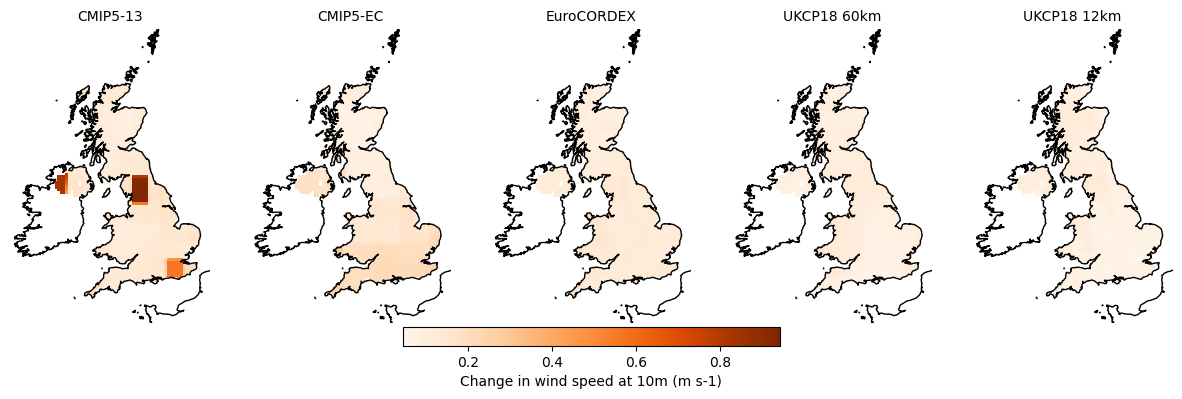 CMIP5-13 CMIP5-EC EuroCORDEX UKCP18 60km UKCP18 12km
0.2 0.4 0.6 0.8
Change in wind speed at 10m (m s-1)